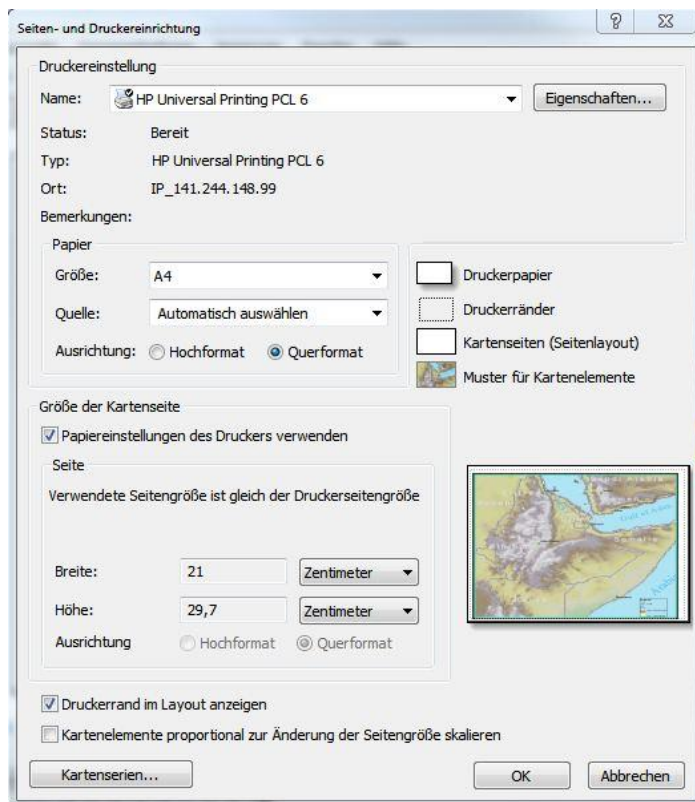 Seiten- und Druckereinrichtung
Druckereinstellung
Name: HP Universal Printing PCL 6 Eigenschaften...
Status: Bereit
Typ: HP Universal Printing PCL 6
Ort: IP_141.244.148.99
Bemerkungen:
Papier
Größe: A4
Quelle: Automatisch auswählen
Ausrichtung: Hochformat Querformat
Druckerpapier
Druckerränder
Kartenseiten (Seitenlayout)
Muster für Kartenelemente
Größe der Kartenseite
Papiereinstellungen des Druckers verwenden
Seite
Verwendete Seitengröße ist gleich der Druckerseitengröße
Breite: 21 Zentimeter
Höhe: 29,7 Zentimeter
Ausrichtung Hochformat Querformat
Druckerrand im Layout anzeigen
Kartenelemente proportional zur Änderung der Seitengröße skalieren
Kartenserien... OK Abbrechen